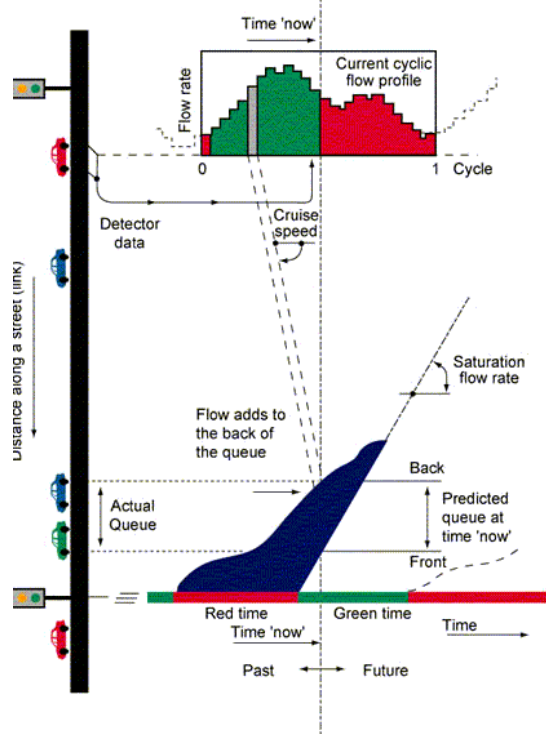 Time 'now'
Current cyclic
flow profile
Flow rate
0
1
Cycle
Detector
data
Cruise
speed
Distance along a street (link)
Saturation
flow rate
Flow adds to
the back of
the queue
Back
Actual
Queue
Predicted
queue at
time 'now'
Front
Red time
Green time
Time 'now'
Time
Past
Future